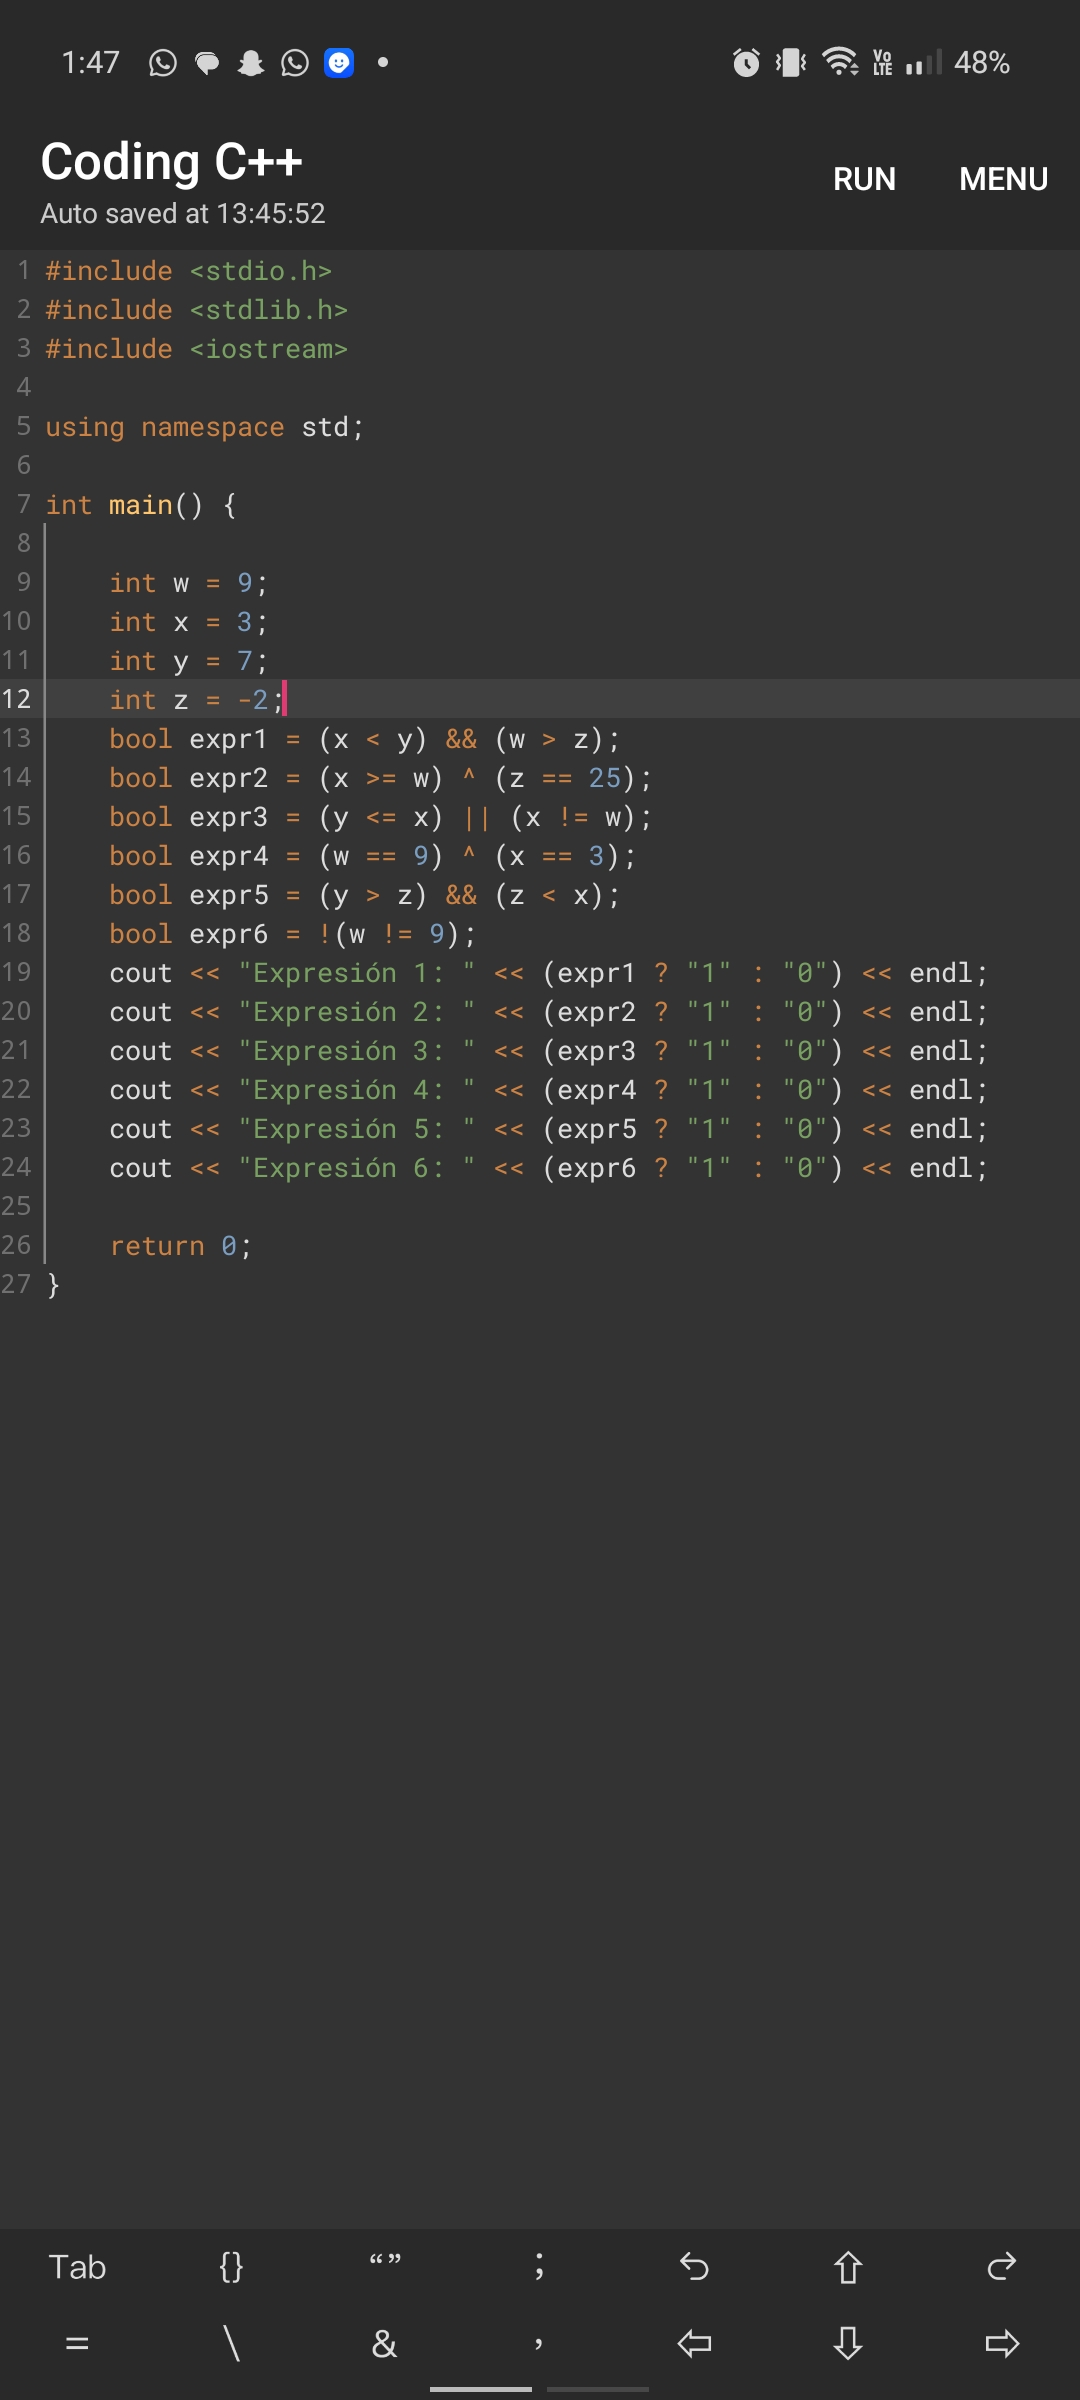 1:47 Vo LTE 48%
Coding C++
Auto saved at 13:45:52
RUN MENU
1 #include <stdio.h>
2 #include <stdlib.h>
3 #include <iostream>
4
5 using namespace std;
6
7 int main() {
8
9     int w = 9;
10     int x = 3;
11     int y = 7;
12     int z = -2;
13     bool expr1 = (x < y) && (w > z);
14     bool expr2 = (x >= w) ^ (z == 25);
15     bool expr3 = (y <= x) || (x != w);
16     bool expr4 = (w == 9) ^ (x == 3);
17     bool expr5 = (y > z) && (z < x);
18     bool expr6 = !(w != 9);
19     cout << "Expresión 1: " << (expr1 ? "1" : "0") << endl;
20     cout << "Expresión 2: " << (expr2 ? "1" : "0") << endl;
21     cout << "Expresión 3: " << (expr3 ? "1" : "0") << endl;
22     cout << "Expresión 4: " << (expr4 ? "1" : "0") << endl;
23     cout << "Expresión 5: " << (expr5 ? "1" : "0") << endl;
24     cout << "Expresión 6: " << (expr6 ? "1" : "0") << endl;
25
26     return 0;
27 }
Tab {} “” ;
= \ & ,